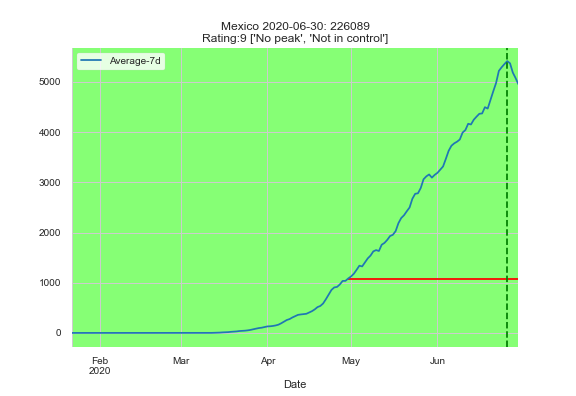 Mexico 2020-06-30: 226089
Rating:9 ['No peak', 'Not in control']
Average-7d
5000
4000
3000
2000
1000
0
Feb
2020
Mar
Apr
May
Jun
Date